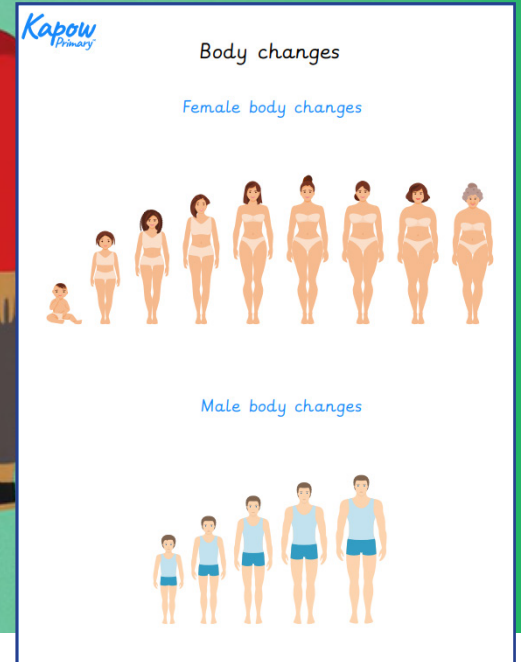 Kapow
Primary
Body changes
Female body changes
Male body changes